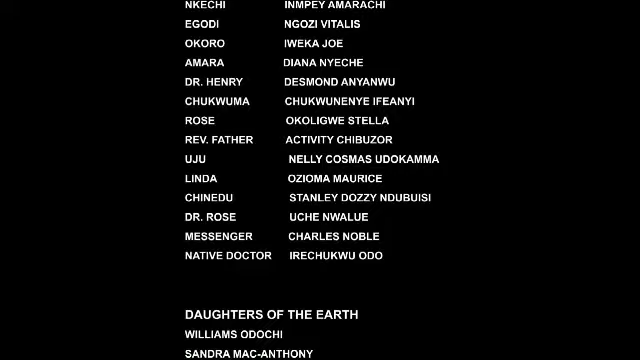 NKECHI INMPEY AMARACHI
EGODI NGOZI VITALIS
OKORO IWEKA JOE
AMARA DIANA NYECHE
DR. HENRY DESMOND ANYANWU
CHUKWUMA CHUKWUNENYE IFEANYI
ROSE OKOLIGWE STELLA
REV. FATHER ACTIVITY CHIBUZOR
UJU NELLY COSMAS UDOKAMMA
LINDA OZIOMA MAURICE
CHINEDU STANLEY DOZZY NDUBUISI
DR. ROSE UCHE NWALUE
MESSENGER CHARLES NOBLE
NATIVE DOCTOR IRECHUKWU ODO
DAUGHTERS OF THE EARTH
WILLIAMS ODOCHI
SANDRA MAC-ANTHONY